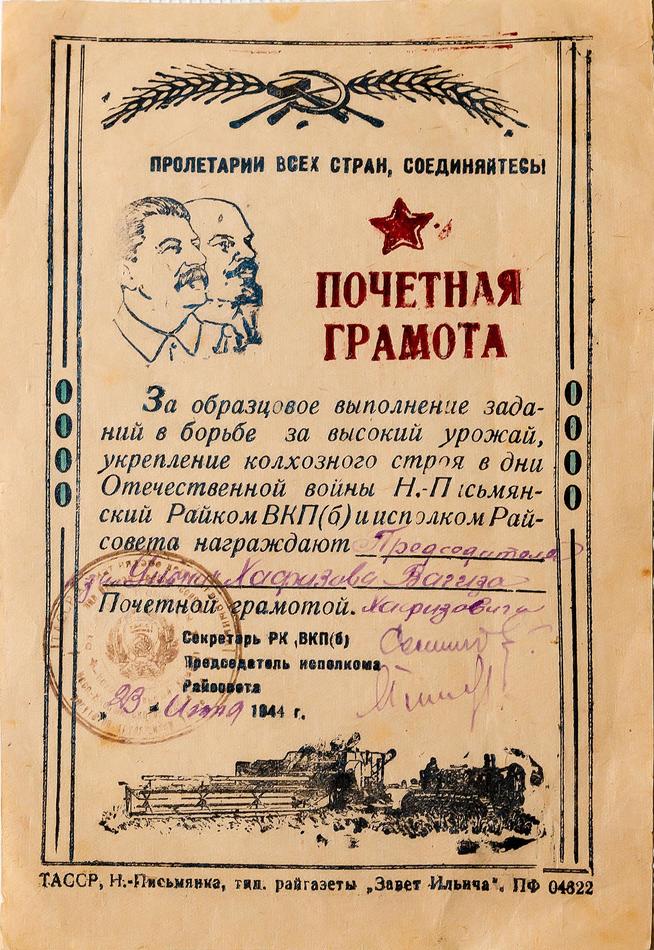 ПРОЛЕТАРИИ ВСЕХ СТРАН, СОЕДИНЯЙТЕСЬ!
ПОЧЕТНАЯ
ГРАМОТА
За образцовое выполнение зада-
ний в борьбе за высокий урожай,
укрепление колхозного строя в дни
Отечественной войны Н.-Письмян-
ский Райком ВКП(б) и исполком Рай-
совета награждают Председателя
Хафизова Вагиза
Почетной грамотой. Хафизовича
Секретарь РК ВКП(б)
Председатель исполкома
Райсовета
„23" 1944 г.
ТАССР, Н.-Письмянка, тип. райгазеты „Завет Ильича". ПФ 04822